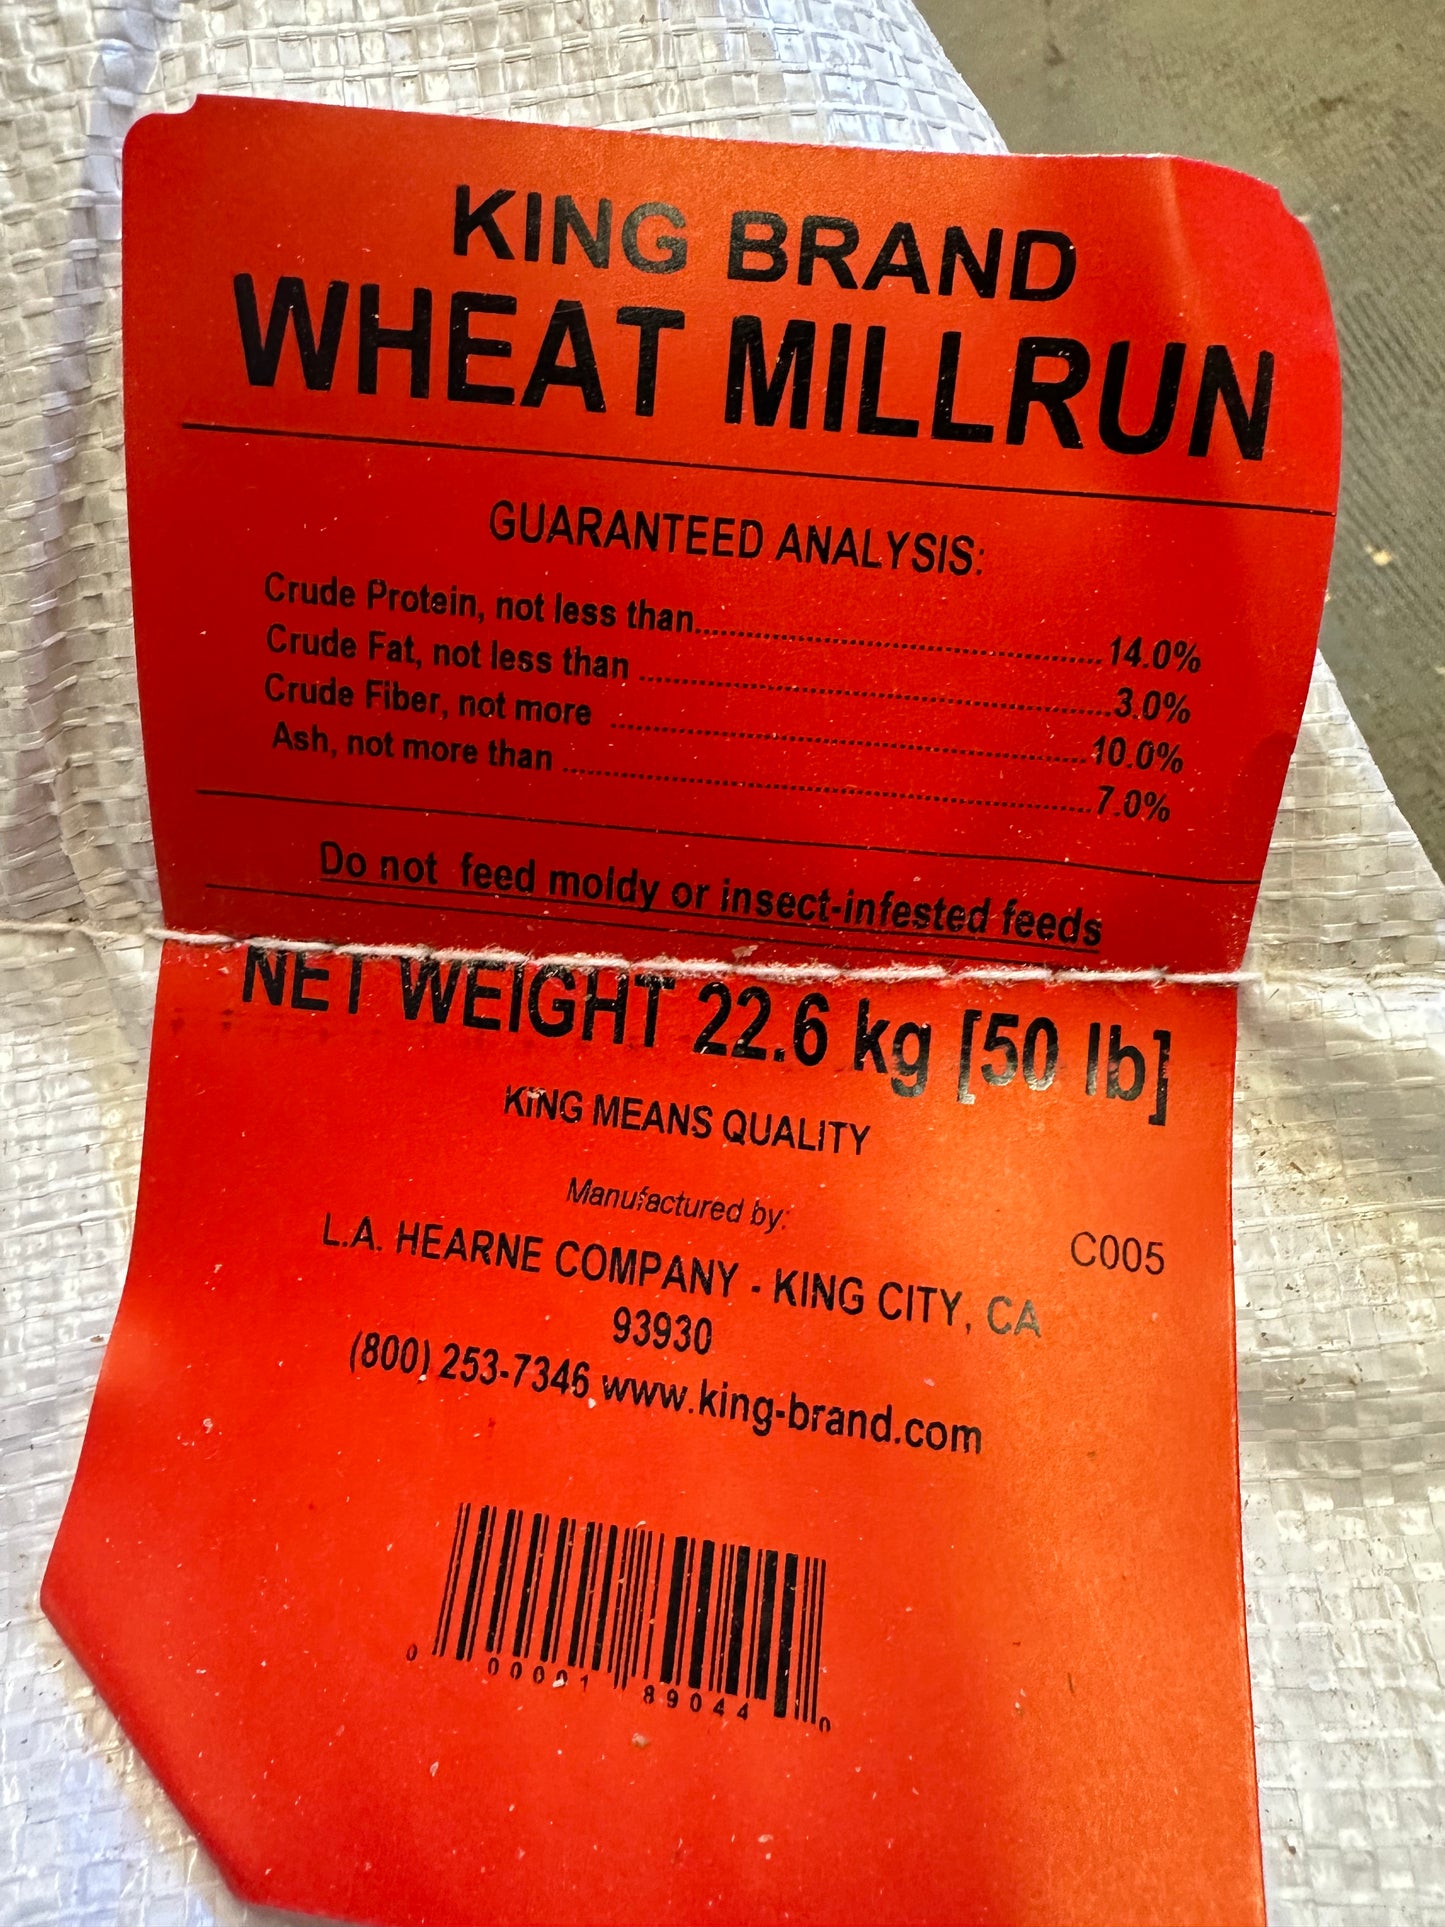 KING BRAND
WHEAT MILLRUN
GUARANTEED ANALYSIS:
Crude Protein, not less than..........14.0%
Crude Fat, not less than ..........3.0%
Crude Fiber, not more ..........10.0%
Ash, not more than ..........7.0%
Do not feed moldy or insect-infested feeds
NET WEIGHT 22.6 kg [50 lb]
KING MEANS QUALITY
Manufactured by:
C005
L.A. HEARNE COMPANY - KING CITY, CA
93930
(800) 253-7346 www.king-brand.com
0 00001 89044 0